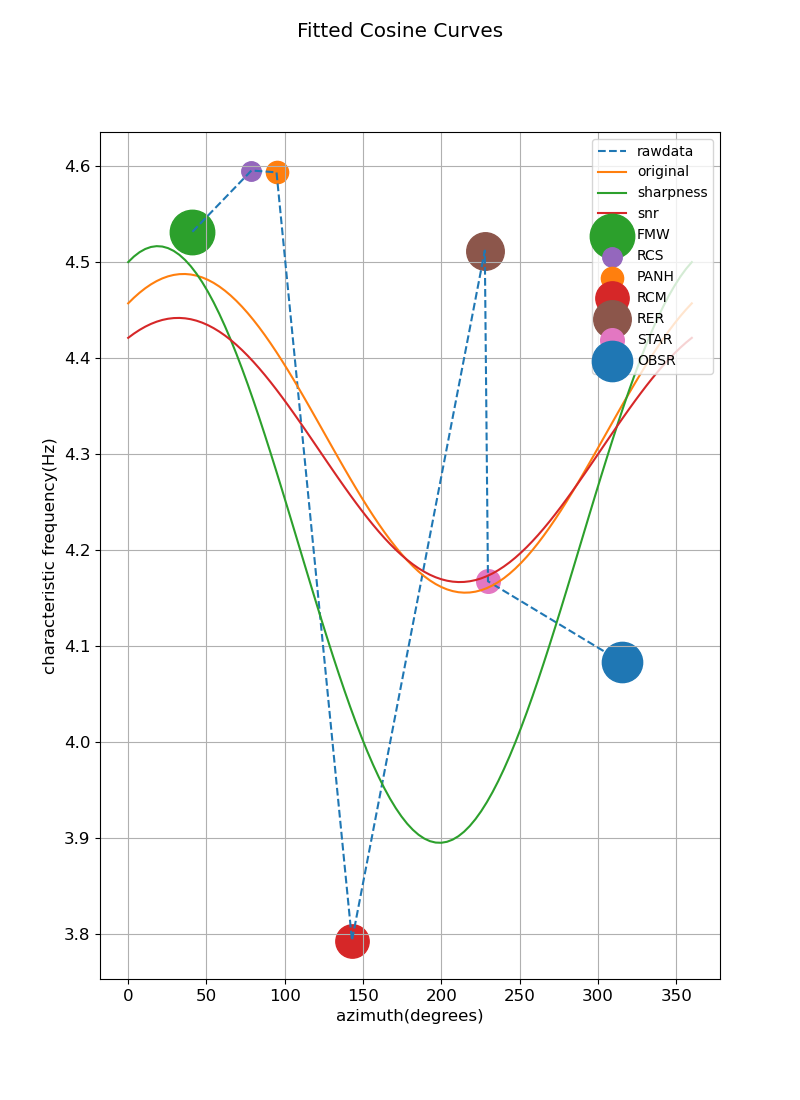 Fitted Cosine Curves
4.6
4.5
4.4
4.3
4.2
4.1
4.0
3.9
3.8
characteristic frequency(Hz)
rawdata
original
sharpness
snr
FMW
RCS
PANH
RCM
RER
STAR
OBSR
0 50 100 150 200 250 300 350
azimuth(degrees)